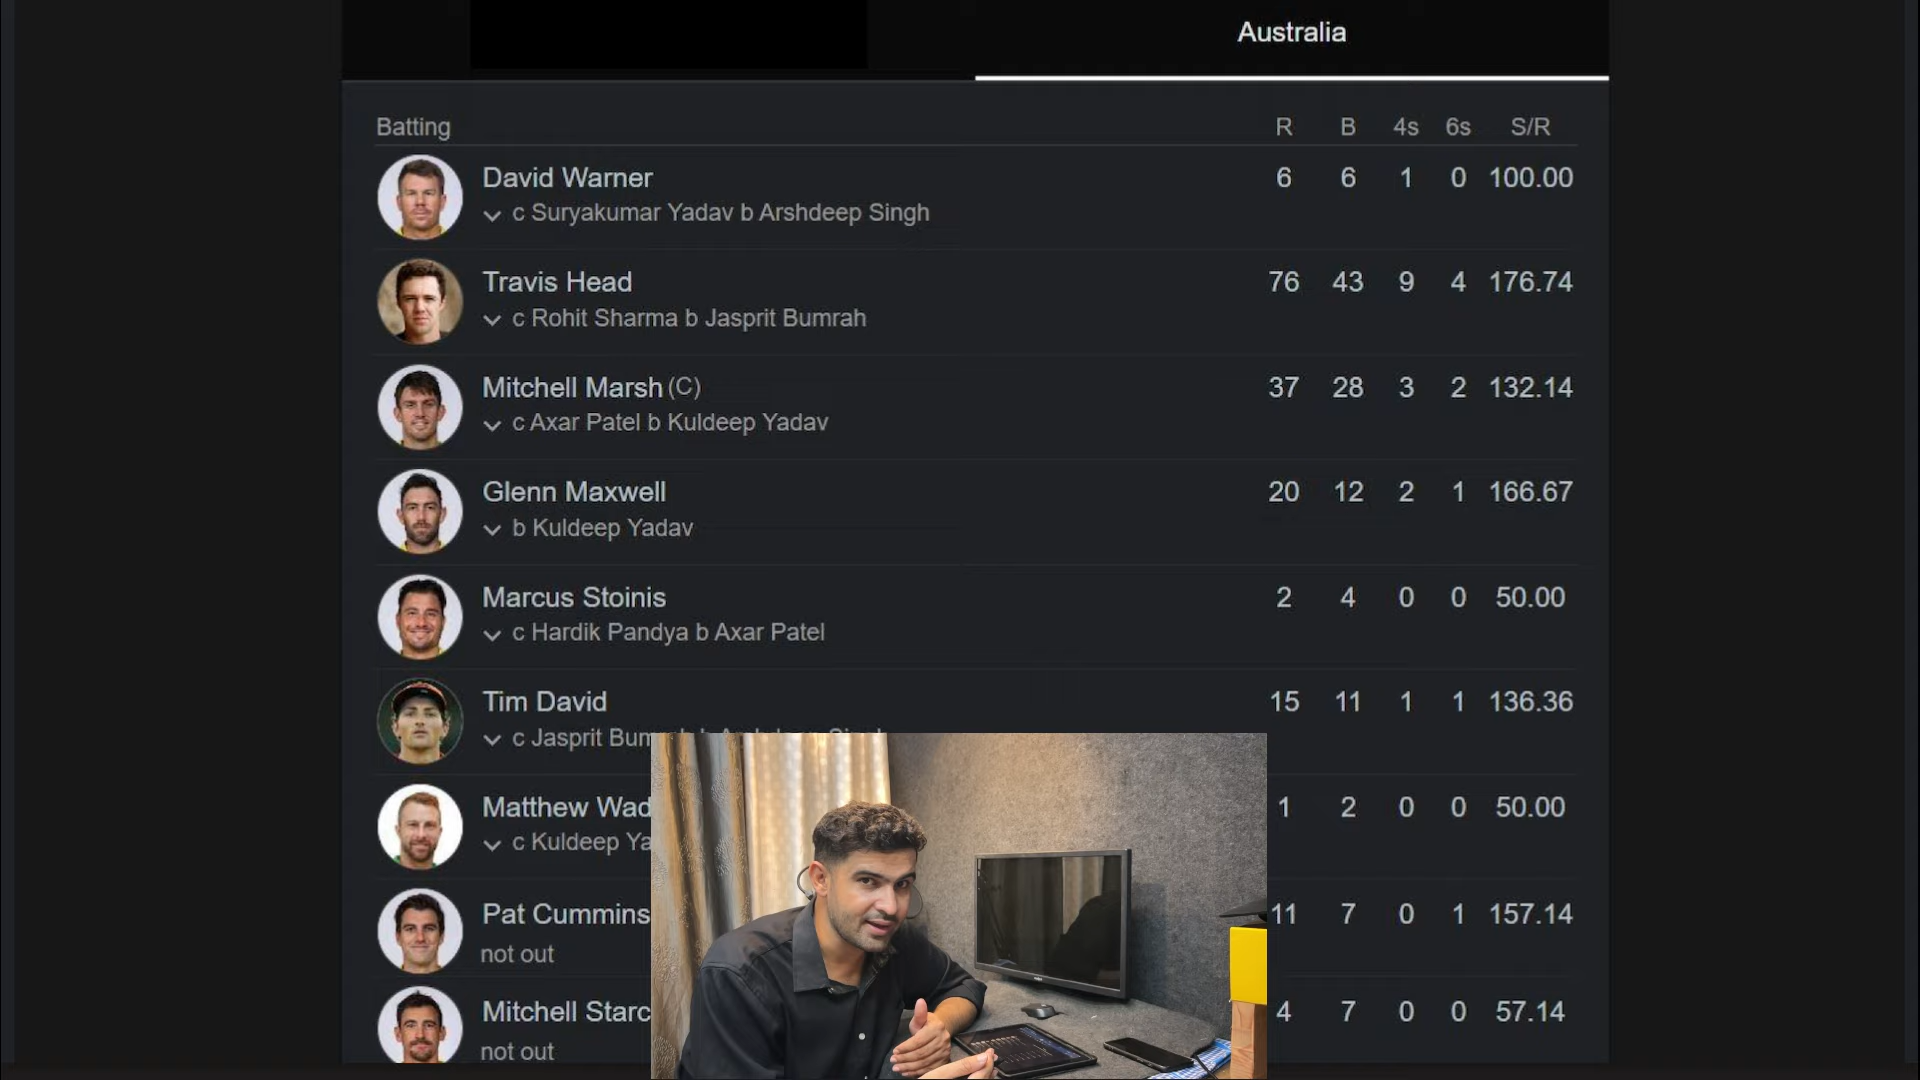 Australia
Batting R B 4s 6s S/R
David Warner 6 6 1 0 100.00
c Suryakumar Yadav b Arshdeep Singh
Travis Head 76 43 9 4 176.74
c Rohit Sharma b Jasprit Bumrah
Mitchell Marsh (C) 37 28 3 2 132.14
c Axar Patel b Kuldeep Yadav
Glenn Maxwell 20 12 2 1 166.67
b Kuldeep Yadav
Marcus Stoinis 2 4 0 0 50.00
c Hardik Pandya b Axar Patel
Tim David 15 11 1 1 136.36
c Jasprit
Matthew 1 2 0 0 50.00
c Kuldeep
Pat Cummins 11 7 0 1 157.14
not out
Mitchell Starc 4 7 0 0 57.14
not out